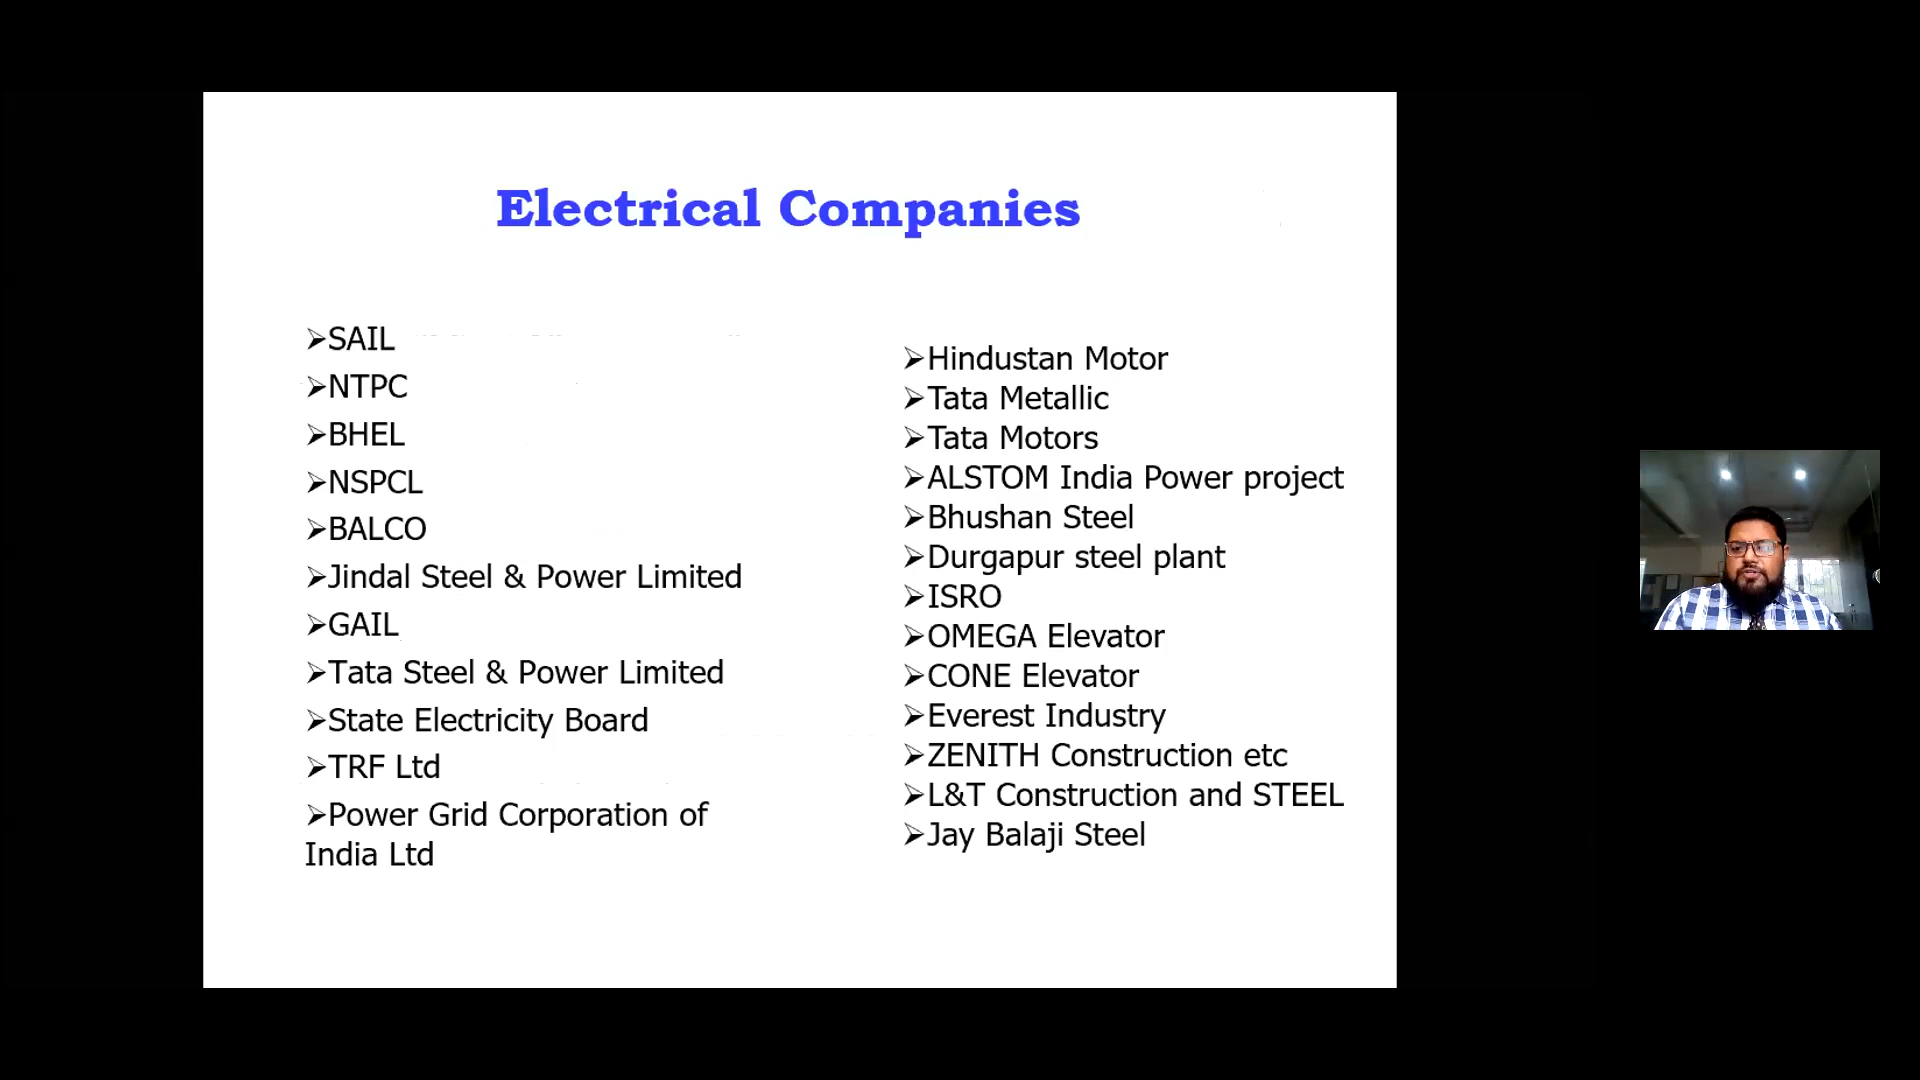 Electrical Companies
➢SAIL
➢NTPC
➢BHEL
➢NSPCL
➢BALCO
➢Jindal Steel & Power Limited
➢GAIL
➢Tata Steel & Power Limited
➢State Electricity Board
➢TRF Ltd
➢Power Grid Corporation of
India Ltd
➢Hindustan Motor
➢Tata Metallic
➢Tata Motors
➢ALSTOM India Power project
➢Bhushan Steel
➢Durgapur steel plant
➢ISRO
➢OMEGA Elevator
➢CONE Elevator
➢Everest Industry
➢ZENITH Construction etc
➢L&T Construction and STEEL
➢Jay Balaji Steel